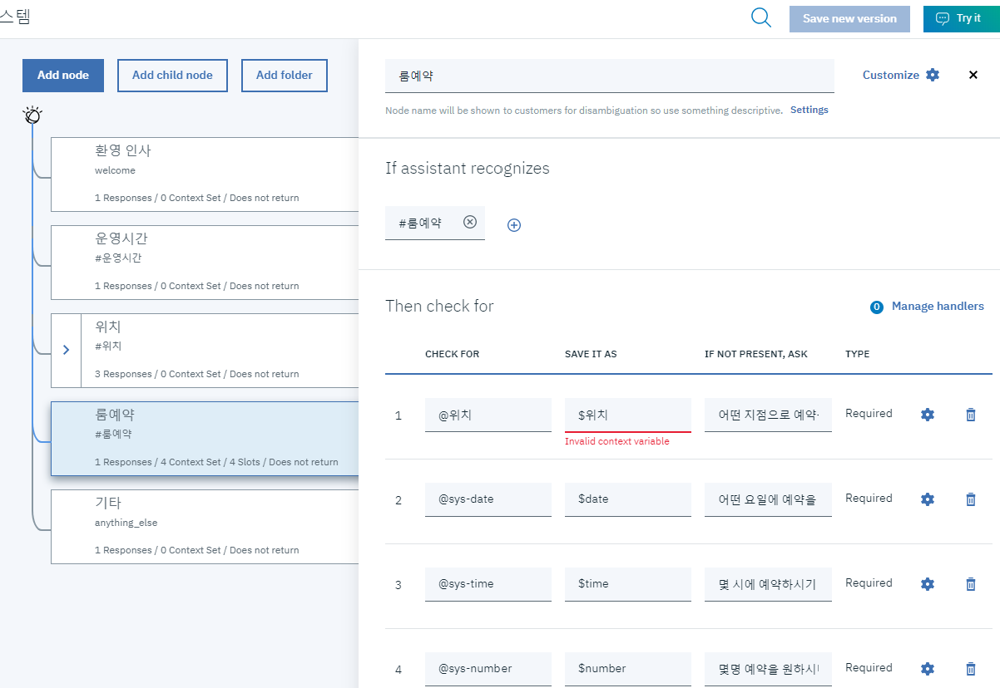 스템
Save new version
Try it
Add node
Add child node
Add folder
환영 인사
welcome
1 Responses / 0 Context Set / Does not return
운영시간
#운영시간
1 Responses / 0 Context Set / Does not return
위치
#위치
3 Responses / 0 Context Set / Does not return
룸예약
#룸예약
1 Responses / 4 Context Set / 4 Slots / Does not return
기타
anything_else
1 Responses / 0 Context Set / Does not return
룸예약
Customize
Node name will be shown to customers for disambiguation so use something descriptive. Settings
If assistant recognizes
#룸예약
Then check for
0 Manage handlers
CHECK FOR SAVE IT AS IF NOT PRESENT, ASK TYPE
1 @위치 $위치 어떤 지점으로 예약 Required
Invalid context variable
2 @sys-date $date 어떤 요일에 예약을 Required
3 @sys-time $time 몇 시에 예약하시기 Required
4 @sys-number $number 몇명 예약을 원하시 Required